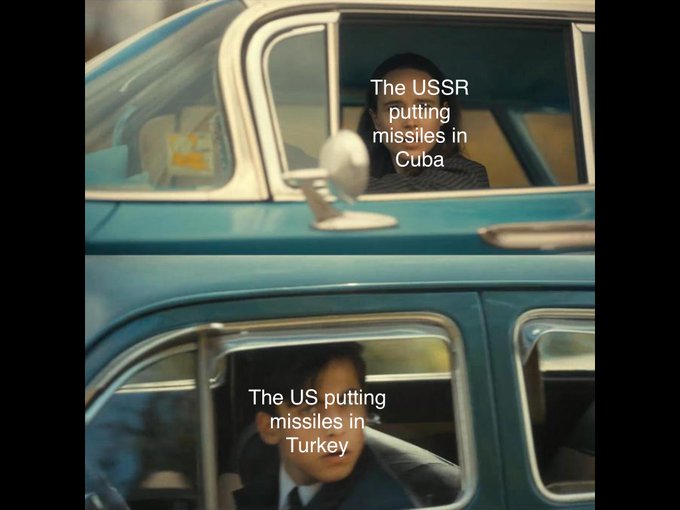 The USSR
putting
missiles in
Cuba
The US putting
missiles in
Turkey